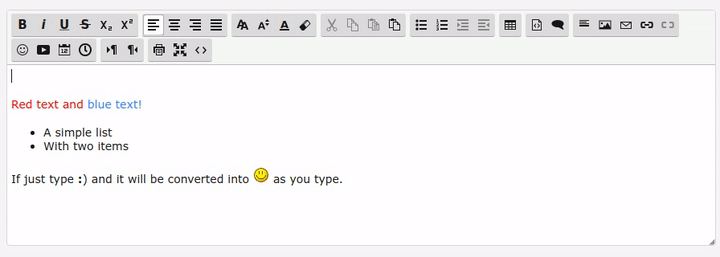 B i U S X₂ X²
A A A
12
Red text and blue text!
A simple list
With two items
If just type :) and it will be converted into as you type.